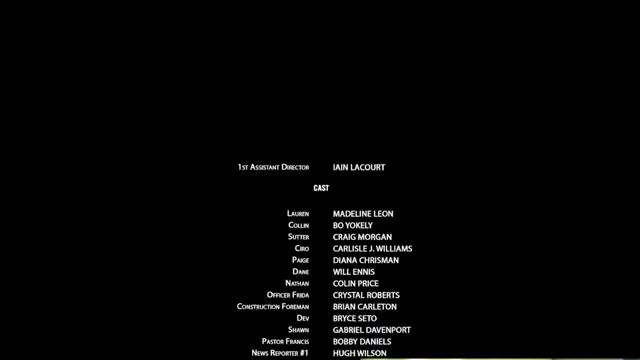 1st Assistant Director IAIN LACOURT
CAST
Lauren MADELINE LEON
Collin BO YOKELY
Sutter CRAIG MORGAN
Ciro CARLISLE J. WILLIAMS
Paige DIANA CHRISMAN
Dane WILL ENNIS
Nathan COLIN PRICE
Officer Frida CRYSTAL ROBERTS
Construction Foreman BRIAN CARLETON
Dev BRYCE SETO
Shawn GABRIEL DAVENPORT
Pastor Francis BOBBY DANIELS
News Reporter #1 HUGH WILSON